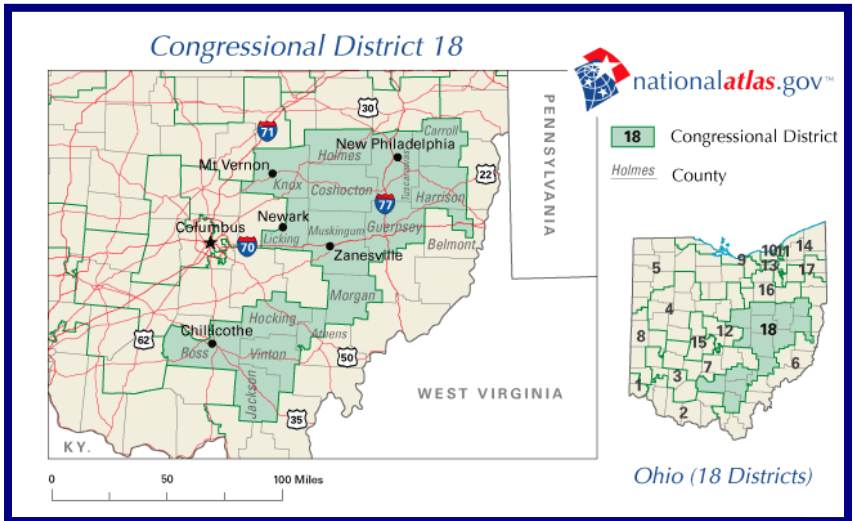 Congressional District 18
nationalatlas.gov™
18 Congressional District
Holmes County
PENNSYLVANIA
WEST VIRGINIA
KY.
30
71
Carroll
New Philadelphia
Holmes
Mt Vernon
Tuscarawas
22
Knox
Coshocton
Harrison
77
Newark
Columbus
Muskingum
Guernsey
Licking
70
Belmont
Zanesville
Morgan
Hocking
Chillicothe
Athens
62
Ross
Vinton
50
Jackson
35
0 50 100 Miles
14
10
11
9
13
5
17
16
4
12
18
8
15
7
6
3
1
2
Ohio (18 Districts)